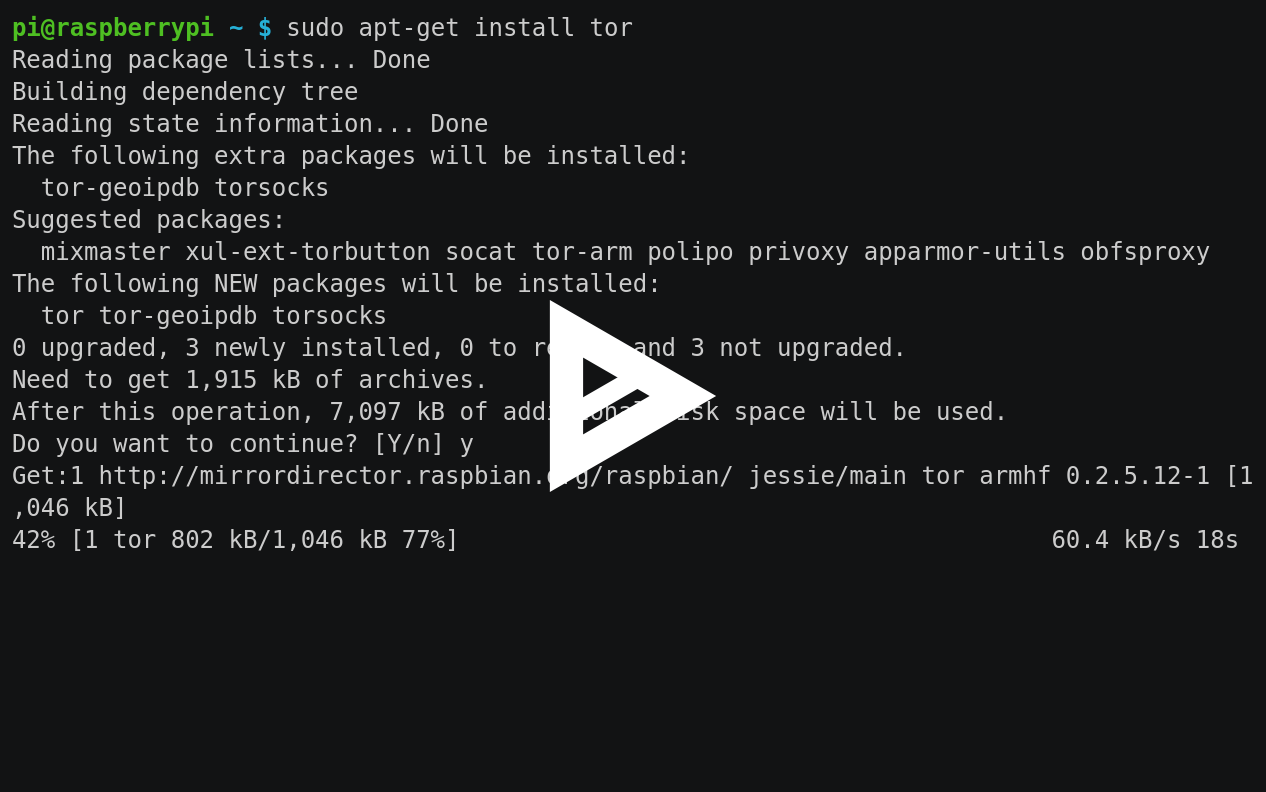 pi@raspberrypi ~ $ sudo apt-get install tor
Reading package lists... Done
Building dependency tree
Reading state information... Done
The following extra packages will be installed:
  tor-geoipdb torsocks
Suggested packages:
  mixmaster xul-ext-torbutton socat tor-arm polipo privoxy apparmor-utils obfsproxy
The following NEW packages will be installed:
  tor tor-geoipdb torsocks
0 upgraded, 3 newly installed, 0 to remove and 3 not upgraded.
Need to get 1,915 kB of archives.
After this operation, 7,097 kB of additional disk space will be used.
Do you want to continue? [Y/n] y
Get:1 http://mirrordirector.raspbian.org/raspbian/ jessie/main tor armhf 0.2.5.12-1 [1
,046 kB]
42% [1 tor 802 kB/1,046 kB 77%] 60.4 kB/s 18s